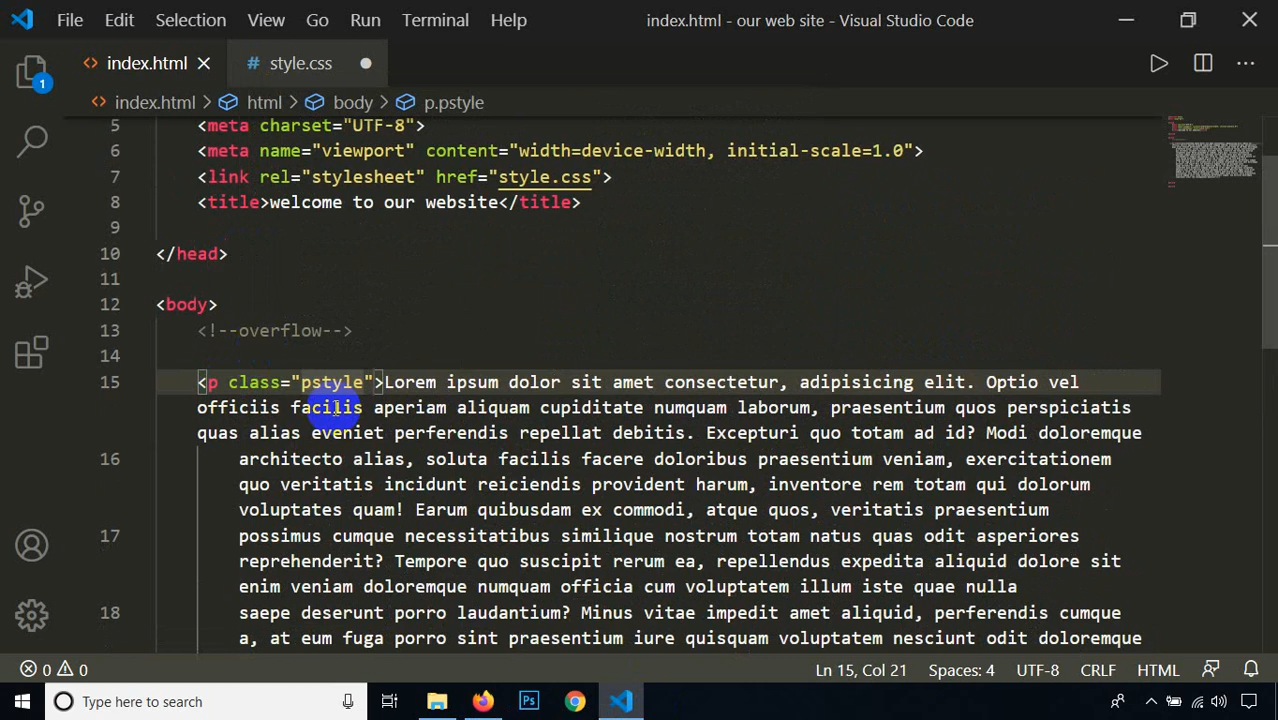 File Edit Selection View Go Run Terminal Help index.html - our web site - Visual Studio Code
index.html style.css
index.html html body p.pstyle
1
5 <meta charset="UTF-8">
6 <meta name="viewport" content="width=device-width, initial-scale=1.0">
7 <link rel="stylesheet" href="style.css">
8 <title>welcome to our website</title>
9
10 </head>
11
12 <body>
13 <!--overflow-->
14
15 <p class="pstyle">Lorem ipsum dolor sit amet consectetur, adipisicing elit. Optio vel
officiis facilis aperiam aliquam cupiditate numquam laborum, praesentium quos perspiciatis
quas alias eveniet perferendis repellat debitis. Excepturi quo totam ad id? Modi doloremque
16 architecto alias, soluta facilis facere doloribus praesentium veniam, exercitationem
quo veritatis incidunt reiciendis provident harum, inventore rem totam qui dolorum
voluptates quam! Earum quibusdam ex commodi, atque quos, veritatis praesentium
17 possimus cumque necessitatibus similique nostrum totam natus quas odit asperiores
reprehenderit? Tempore quo suscipit rerum ea, repellendus expedita aliquid dolore sit
enim veniam doloremque numquam officia cum voluptatem illum iste quae nulla
18 saepe deserunt porro laudantium? Minus vitae impedit amet aliquid, perferendis cumque
a, at eum fuga porro sint praesentium iure quisquam voluptatem nesciunt odit doloremque
0 0 Ln 15, Col 21 Spaces: 4 UTF-8 CRLF HTML
Type here to search Ps